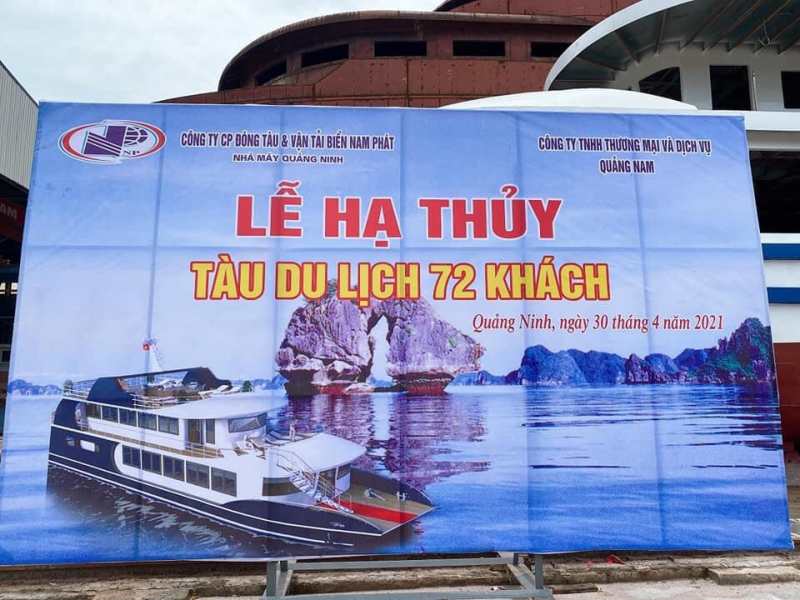 NP
CÔNG TY CP ĐÓNG TÀU & VẬN TẢI BIỂN NAM PHÁT
NHÀ MÁY QUẢNG NINH
CÔNG TY TNHH THƯƠNG MẠI VÀ DỊCH VỤ
QUẢNG NAM
LỄ HẠ THỦY
TÀU DU LỊCH 72 KHÁCH
Quảng Ninh, ngày 30 tháng 4 năm 2021